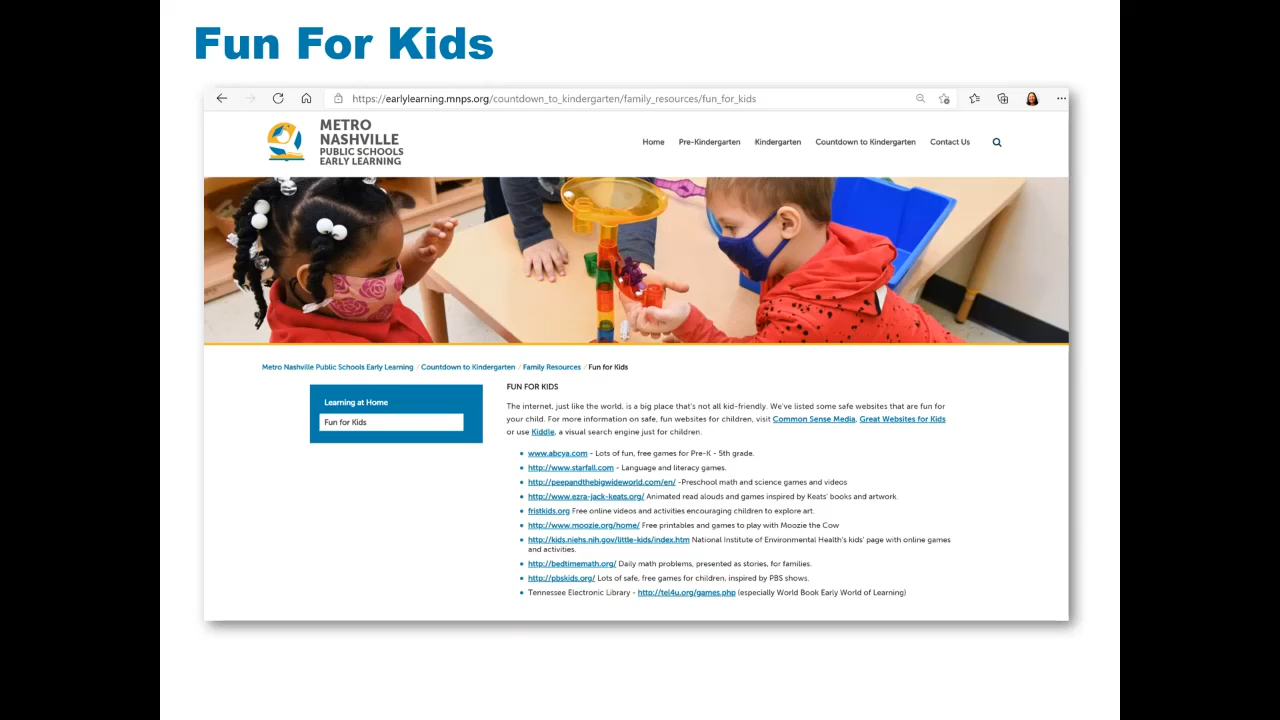 Fun For Kids
https://earlylearning.mnps.org/countdown_to_kindergarten/family_resources/fun_for_kids
METRO
NASHVILLE
PUBLIC SCHOOLS
EARLY LEARNING
Home Pre-Kindergarten Kindergarten Countdown to Kindergarten Contact Us
Metro Nashville Public Schools Early Learning / Countdown to Kindergarten / Family Resources / Fun for Kids
Learning at Home
Fun for Kids
FUN FOR KIDS
The internet, just like the world, is a big place that's not all kid-friendly. We've listed some safe websites that are fun for
your child. For more information on safe, fun websites for children, visit Common Sense Media, Great Websites for Kids
or use Kiddle, a visual search engine just for children.
• www.abcya.com - Lots of fun, free games for Pre-K - 5th grade.
• http://www.starfall.com - Language and literacy games.
• http://peepandthebigwideworld.com/en/ -Preschool math and science games and videos
• http://www.ezra-jack-keats.org/ Animated read alouds and games inspired by Keats' books and artwork.
• fristkids.org Free online videos and activities encouraging children to explore art.
• http://www.moozie.org/home/ Free printables and games to play with Moozie the Cow
• http://kids.niehs.nih.gov/little-kids/index.htm National Institute of Environmental Health's kids' page with online games
and activities.
• http://bedtimemath.org/ Daily math problems, presented as stories, for families.
• http://pbskids.org/ Lots of safe, free games for children, inspired by PBS shows.
• Tennessee Electronic Library - http://tel4u.org/games.php (especially World Book Early World of Learning)